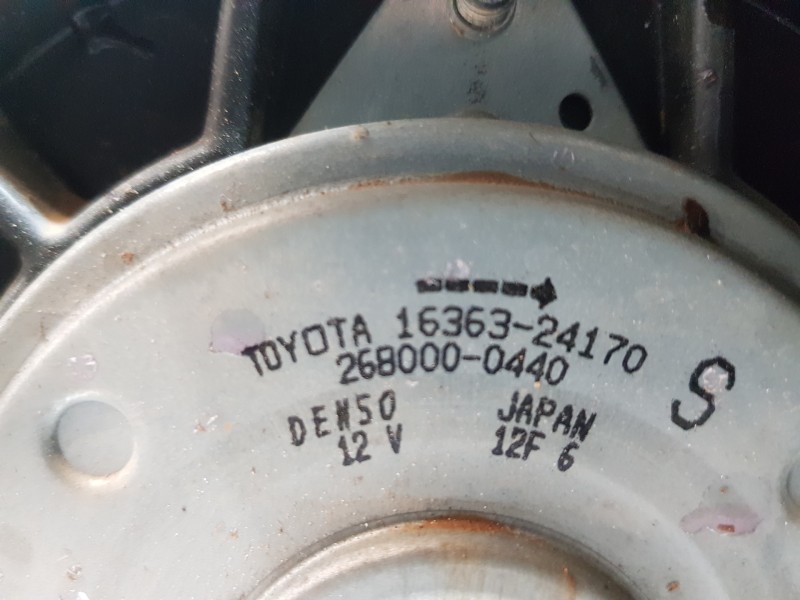 TOYOTA 16363-24170
268000-0440
S
DENSO JAPAN
12 V 12F 6